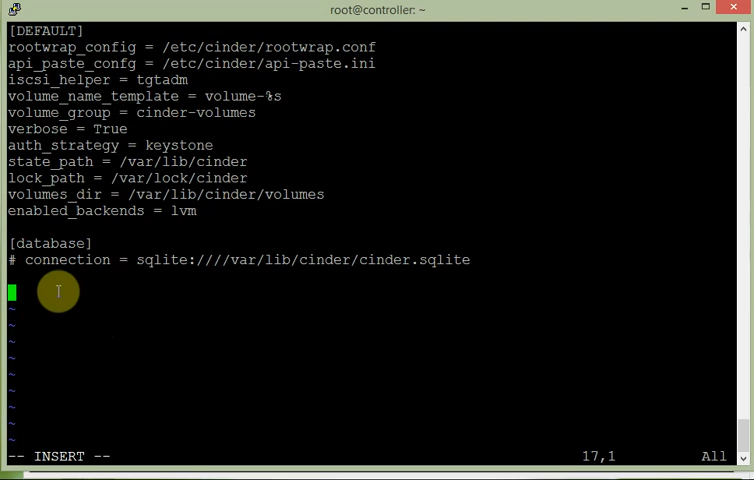 root@controller: ~
[DEFAULT]
rootwrap_config = /etc/cinder/rootwrap.conf
api_paste_confg = /etc/cinder/api-paste.ini
iscsi_helper = tgtadm
volume_name_template = volume-%s
volume_group = cinder-volumes
verbose = True
auth_strategy = keystone
state_path = /var/lib/cinder
lock_path = /var/lock/cinder
volumes_dir = /var/lib/cinder/volumes
enabled_backends = lvm
[database]
# connection = sqlite:////var/lib/cinder/cinder.sqlite
~
~
~
~
~
~
~
~
~
-- INSERT -- 17,1 All